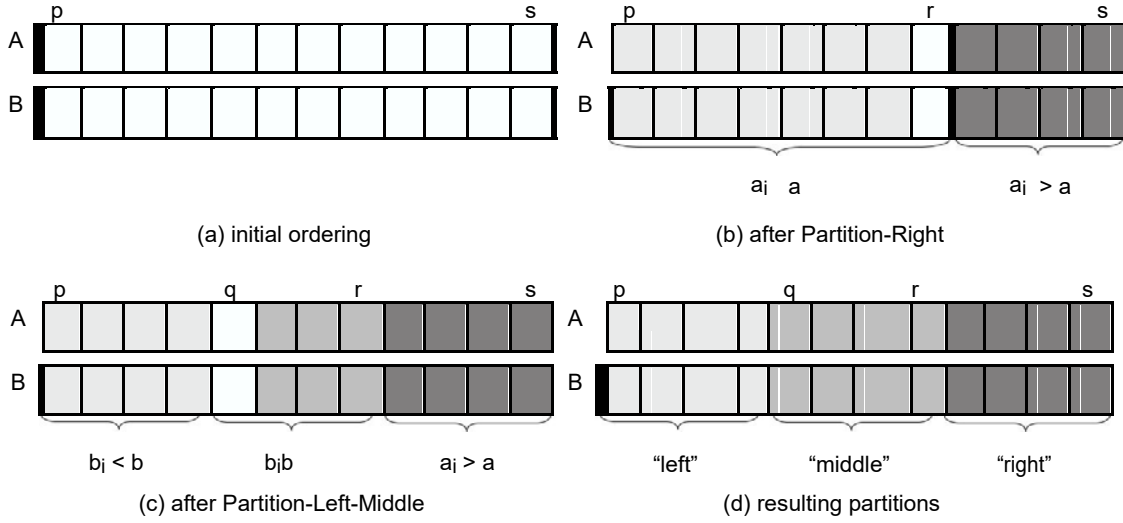 p s
A
B
(a) initial ordering
p r s
A
B
ai a
ai > a
(b) after Partition-Right
p q r s
A
B
bi < b
bib
ai > a
(c) after Partition-Left-Middle
p q r s
A
B
“left”
“middle”
“right”
(d) resulting partitions